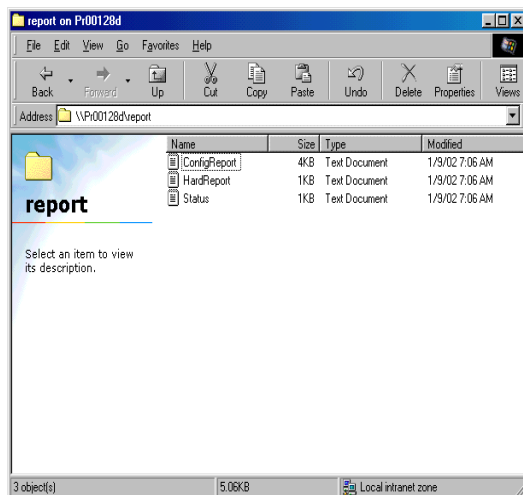 report on Pr00128d
File Edit View Go Favorites Help
Back Forward Up Cut Copy Paste Undo Delete Properties Views
Address \\Pr00128d\report
Name Size Type Modified
ConfigReport 4KB Text Document 1/9/02 7:06 AM
HardReport 1KB Text Document 1/9/02 7:06 AM
Status 1KB Text Document 1/9/02 7:06 AM
report
Select an item to view
its description.
3 object(s) 5.06KB Local intranet zone